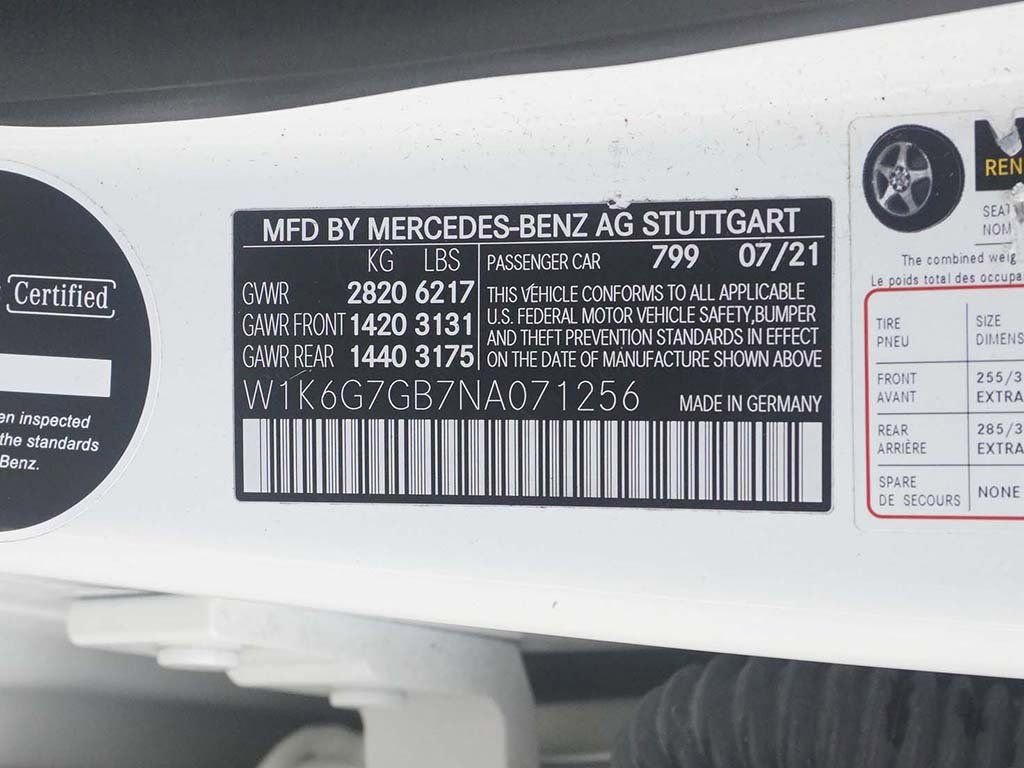 Certified
en inspected
the standards
Benz.
MFD BY MERCEDES-BENZ AG STUTTGART
KG LBS
GVWR 2820 6217
GAWR FRONT 1420 3131
GAWR REAR 1440 3175
PASSENGER CAR 799 07/21
THIS VEHICLE CONFORMS TO ALL APPLICABLE
U.S. FEDERAL MOTOR VEHICLE SAFETY,BUMPER
AND THEFT PREVENTION STANDARDS IN EFFECT
ON THE DATE OF MANUFACTURE SHOWN ABOVE
W1K6G7GB7NA071256 MADE IN GERMANY
REN
SEAT
NOM
The combined weig
Le poids total des occupa
TIRE SIZE
PNEU DIMENS
FRONT 255/3
AVANT EXTRA
REAR 285/3
ARRIÈRE EXTRA
SPARE
DE SECOURS NONE